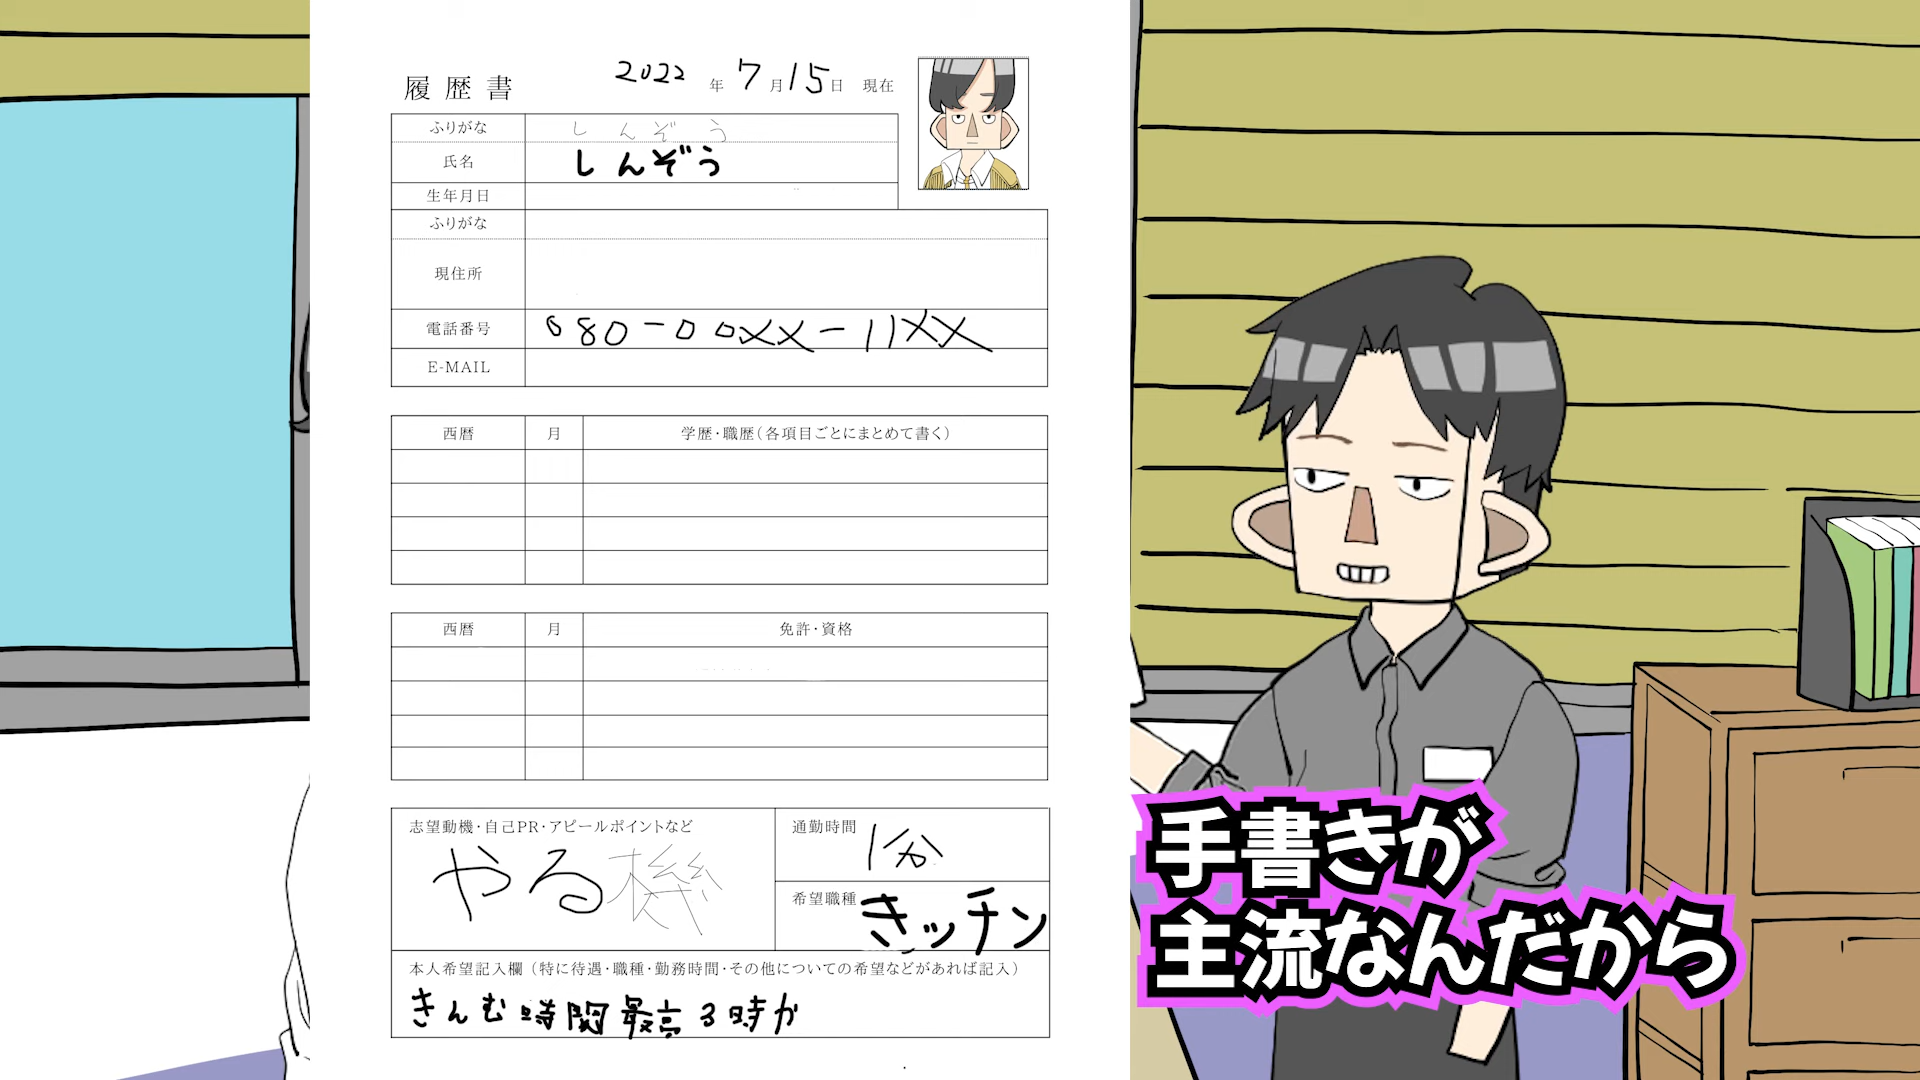 履歴書 2022年 7月15日 現在
ふりがな しんぞう
氏名 しんぞう
生年月日
ふりがな
現住所
電話番号 080-00XX-11XX
E-MAIL
西暦 月 学歴・職歴(各項目ごとにまとめて書く)
西暦 月 免許・資格
志望動機・自己PR・アピールポイントなど
やる機
通勤時間 1分
希望職種 きッチン
本人希望記入欄(特に待遇・職種・勤務時間・その他についての希望などがあれば記入)
きんむ時間最高3時か
手書きが
主流なんだから